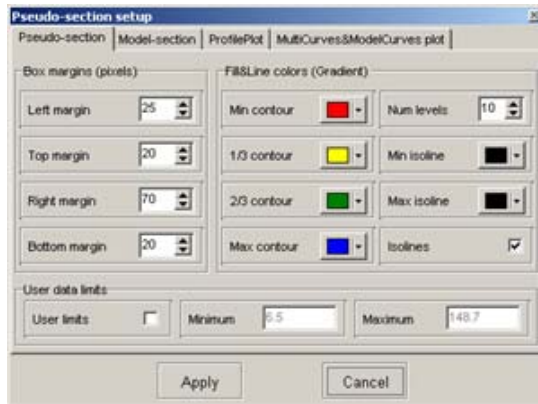 Pseudo-section setup
Pseudo-section Model-section ProfilePlot MultiCurves&ModelCurves plot
Box margins (pixels) Fill&Line colors (Gradient)
Left margin 25 Min contour Num levels 10
Top margin 20 1/3 contour Min isoline
Right margin 70 2/3 contour Max isoline
Bottom margin 20 Max contour Isolines
User data limits
User limits Minimum 6.5 Maximum 148.7
Apply Cancel